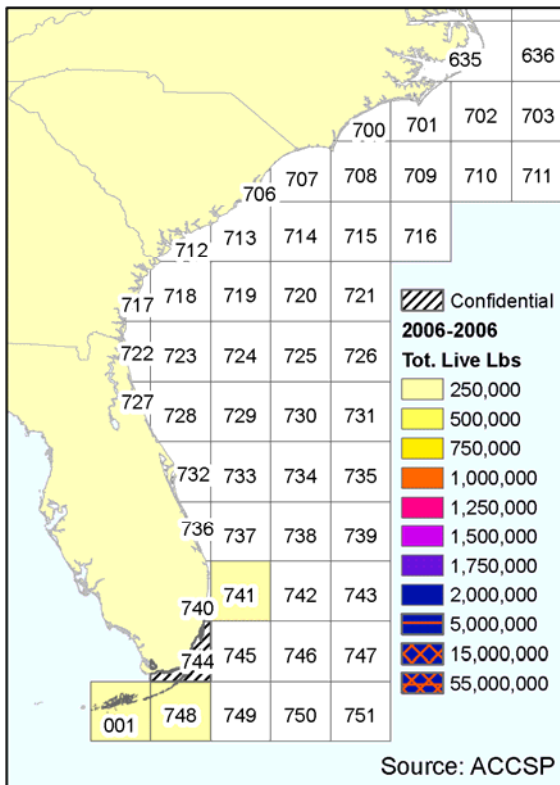 635 636
700 701 702 703
706 707 708 709 710 711
712 713 714 715 716
717 718 719 720 721
722 723 724 725 726
727 728 729 730 731
732 733 734 735
736 737 738 739
740 741 742 743
744 745 746 747
001 748 749 750 751
Confidential
2006-2006
Tot. Live Lbs
250,000
500,000
750,000
1,000,000
1,250,000
1,500,000
1,750,000
2,000,000
5,000,000
15,000,000
55,000,000
Source: ACCSP